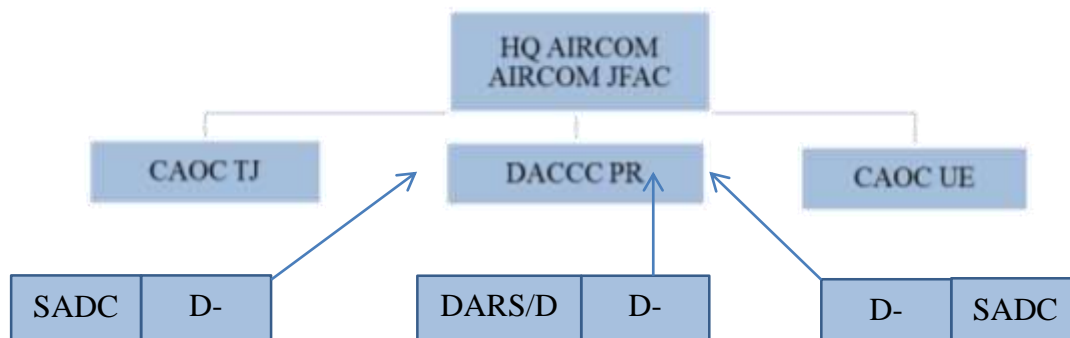 HQ AIRCOM
AIRCOM JFAC
CAOC TJ
DACCC PR
CAOC UE
SADC
D-
DARS/D
D-
D-
SADC